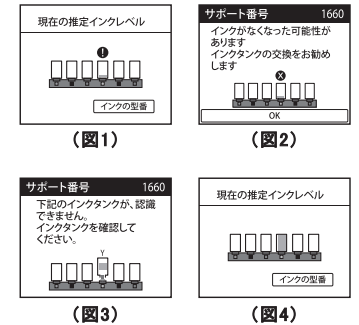 現在の推定インクレベル
インクの型番
(図1)
サポート番号 1660
インクがなくなった可能性が
あります
インクタンクの交換をお勧め
します
OK
(図2)
サポート番号 1660
下記のインクタンクが、認識
できません。
インクタンクを確認して
ください。
Y
(図3)
現在の推定インクレベル
インクの型番
(図4)